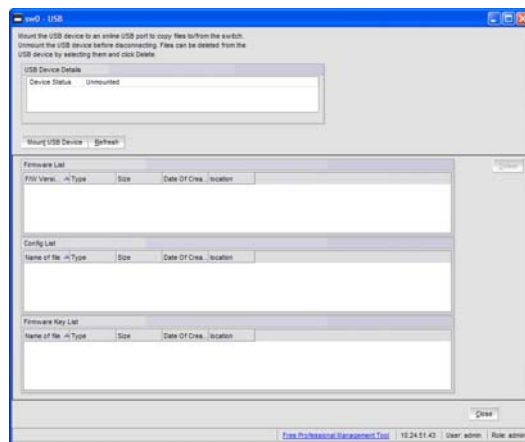 sw0 - USB
Mount the USB device to an online USB port to copy files to/from the switch.
Unmount the USB device before disconnecting. Files can be deleted from the
USB device by selecting them and click Delete.
USB Device Details
Device Status Unmounted
Mount USB Device Refresh
Firmware List
Delete
F/W Versi... Type Size Date Of Crea... location
Config List
Name of file Type Size Date Of Crea... location
Firmware Key List
Name of file Type Size Date Of Crea... location
Close
Free Professional Management Tool 10.24.51.43 User: admin Role: admin